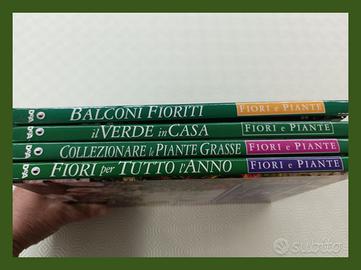 BALCONI FIORITI FIORI E PIANTE
il VERDE in CASA FIORI E PIANTE
COLLEZIONARE le PIANTE GRASSE FIORI E PIANTE
FIORI per TUTTO l'ANNO FIORI E PIANTE
subito